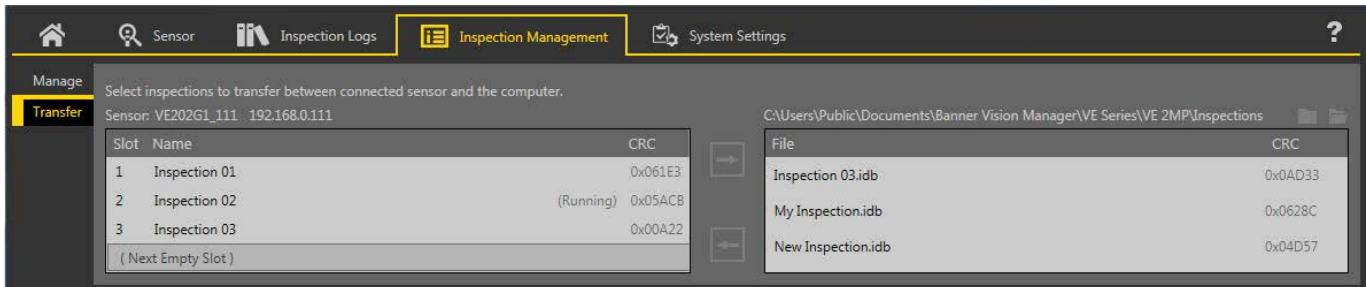 Sensor Inspection Logs Inspection Management System Settings ?
Manage
Transfer
Select inspections to transfer between connected sensor and the computer.
Sensor: VE202G1_111 192.168.0.111
C:\Users\Public\Documents\Banner Vision Manager\VE Series\VE 2MP\Inspections
Slot Name CRC
1 Inspection 01 0x061E3
2 Inspection 02 (Running) 0x05ACB
3 Inspection 03 0x00A22
( Next Empty Slot )
File CRC
Inspection 03.idb 0x0AD33
My Inspection.idb 0x0628C
New Inspection.idb 0x04D57